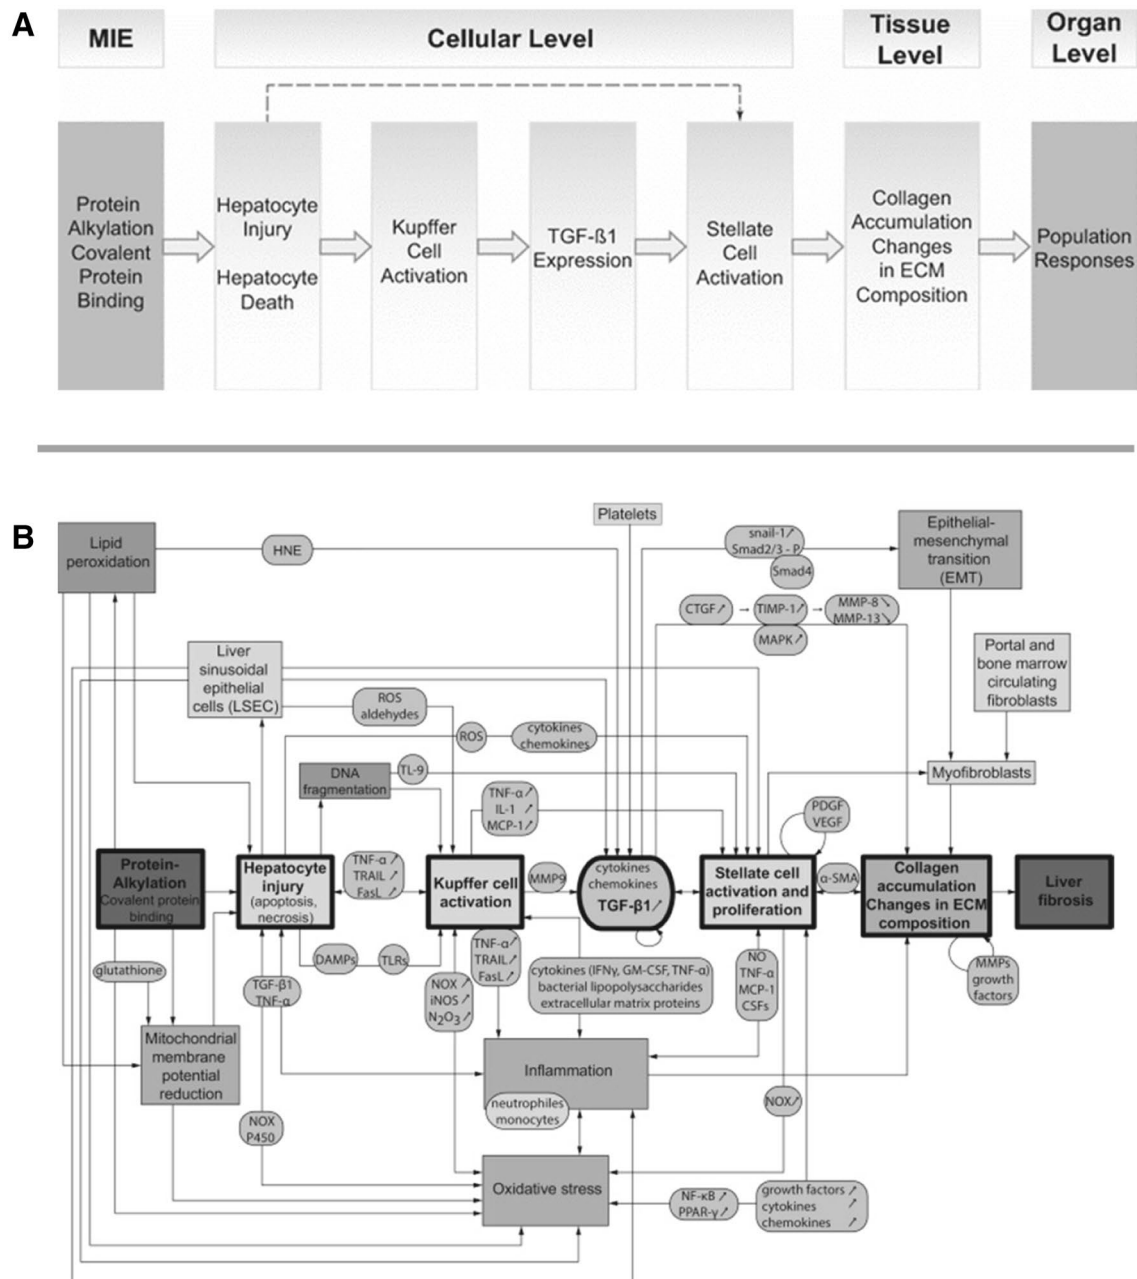 A
MIE
Cellular Level
Tissue
Level
Organ
Level
Protein
Alkylation
Covalent
Protein
Binding
Hepatocyte
Injury
Hepatocyte
Death
Kupffer
Cell
Activation
TGF-ß1
Expression
Stellate
Cell
Activation
Collagen
Accumulation
Changes
in ECM
Composition
Population
Responses
B
Lipid
peroxidation
HNE
Platelets
snail-1↗
Smad2/3 - P
Smad4
Epithelial-
mesenchymal
transition
(EMT)
CTGF↗
→
TIMP-1↗
→
MMP-8↘
MMP-13↘
MAPK↗
Liver
sinusoidal
epithelial
cells (LSEC)
Portal and
bone marrow
circulating
fibroblasts
ROS
aldehydes
ROS
cytokines
chemokines
DNA
fragmentation
TL-9
Myofibroblasts
TNF-α↗
IL-1 ↗
MCP-1↗
PDGF
VEGF
Protein-
Alkylation
Covalent protein
binding
Hepatocyte
injury
(apoptosis,
necrosis)
TNF-α ↗
TRAIL ↗
FasL ↗
Kupffer cell
activation
MMP9
cytokines
chemokines
TGF-β1↗
Stellate cell
activation and
proliferation
α-SMA
Collagen
accumulation
Changes in ECM
composition
Liver
fibrosis
glutathione
TGF-β1
TNF-α
DAMPs
TLRs
NOX ↗
iNOS ↗
N2O3 ↗
TNF-α↗
TRAIL↗
FasL↗
cytokines (IFNγ, GM-CSF, TNF-α)
bacterial lipopolysaccharides
extracellular matrix proteins
NO
TNF-α
MCP-1
CSFs
MMPs
growth
factors
Mitochondrial
membrane
potential
reduction
Inflammation
neutrophiles
monocytes
NOX
P450
NOX↗
Oxidative stress
NF-κB ↗
PPAR-γ ↗
growth factors ↗
cytokines ↗
chemokines ↗